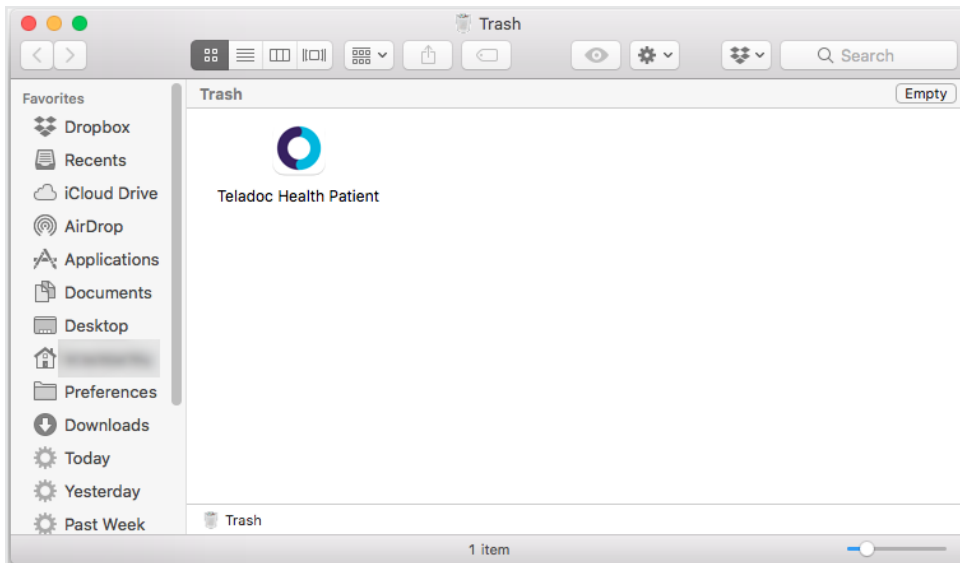 Trash
Search
Favorites
Dropbox
Recents
iCloud Drive
AirDrop
Applications
Documents
Desktop
Preferences
Downloads
Today
Yesterday
Past Week
Trash
Empty
Teladoc Health Patient
Trash
1 item